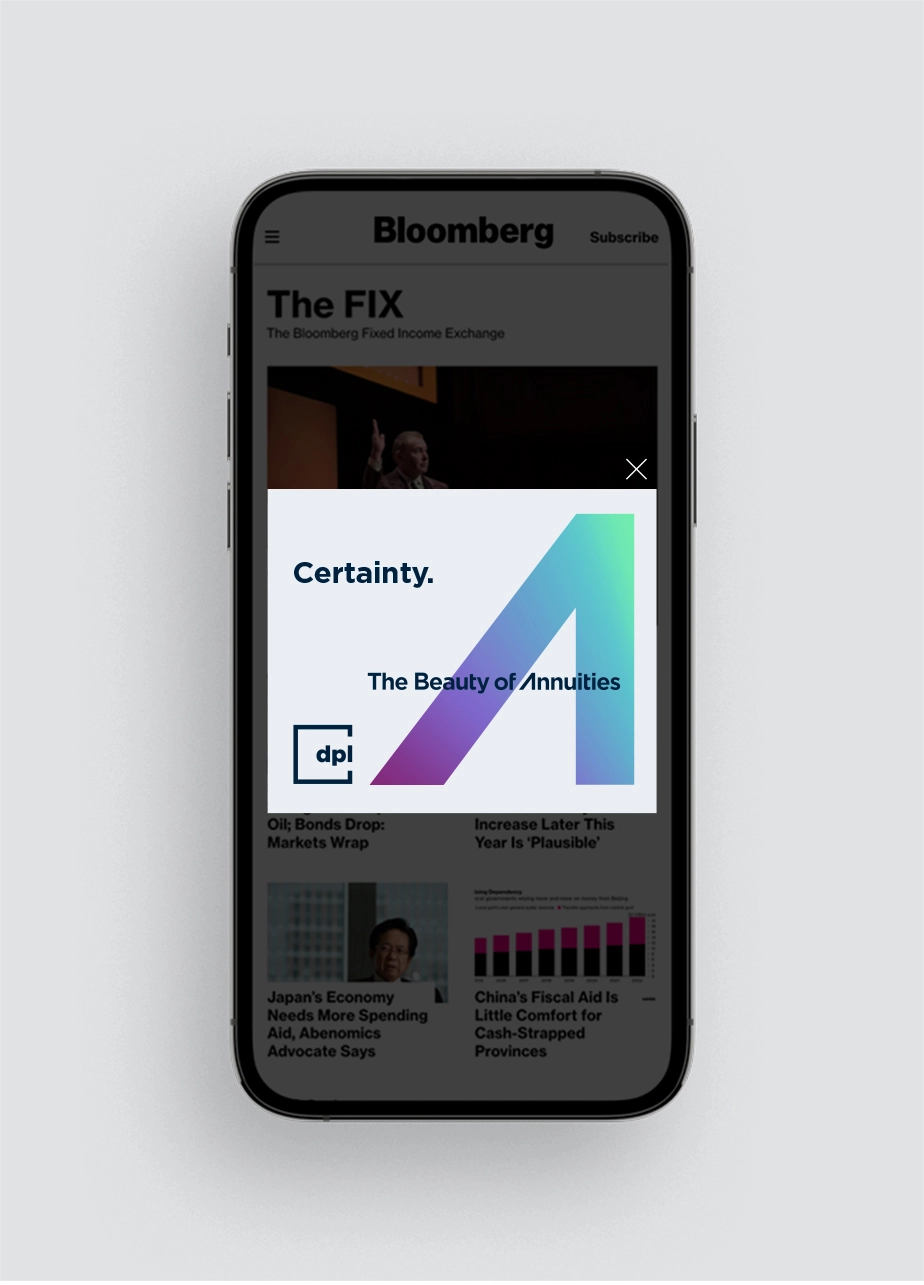 Bloomberg
Subscribe
The FIX
The Bloomberg Fixed Income Exchange
Certainty.
The Beauty of Annuities
dpl
Oil; Bonds Drop:
Markets Wrap
Increase Later This
Year Is ‘Plausible’
Japan’s Economy
Needs More Spending
Aid, Abenomics
Advocate Says
China’s Fiscal Aid Is
Little Comfort for
Cash-Strapped
Provinces